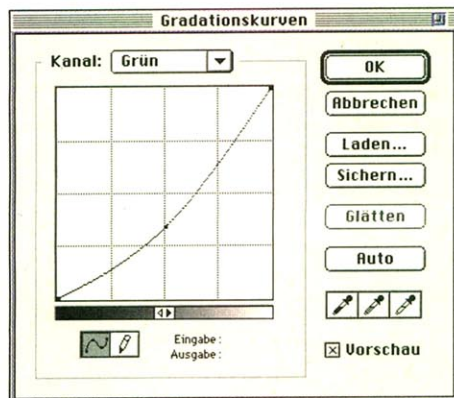 Gradationskurven
Kanal: Grün
OK
Abbrechen
Laden...
Sichern...
Glätten
Auto
Eingabe:
Ausgabe:
Vorschau